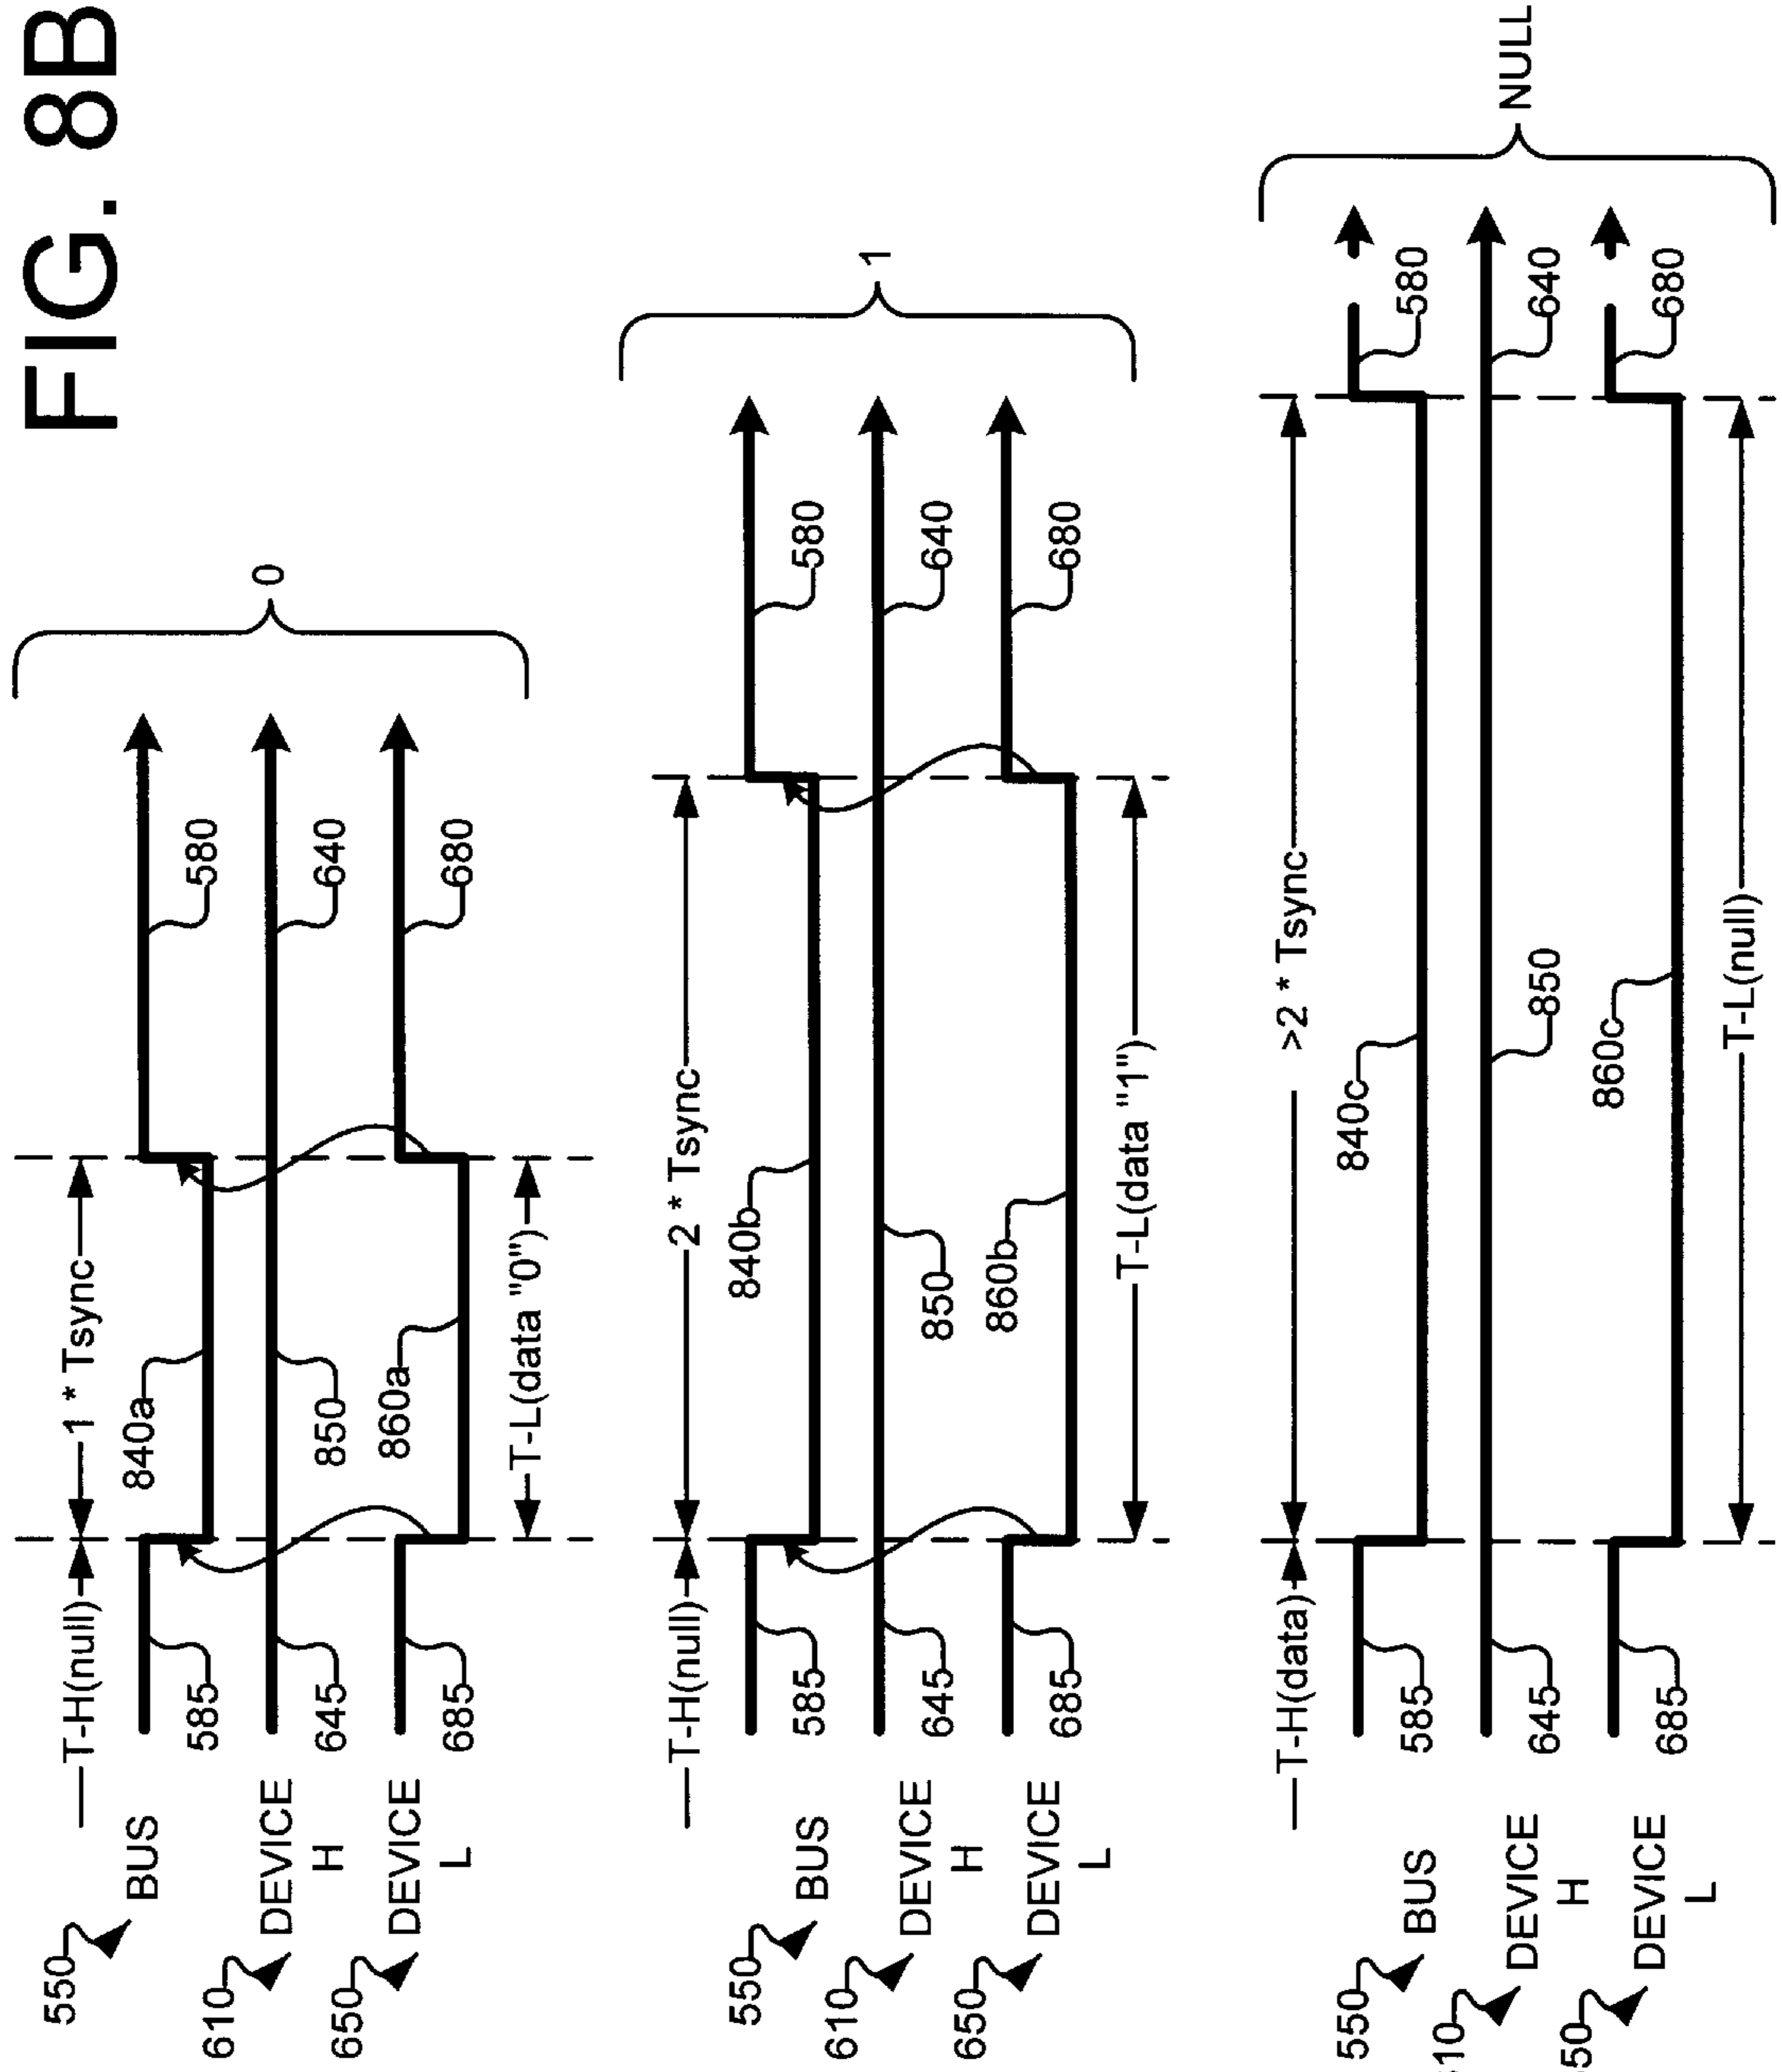 FIG. 8B
T-H(null) 1 * Tsync
550 BUS
585 840a 580
610 DEVICE H
645 850 640
650 DEVICE L
685 860a 680
T-L(data "0")
0
T-H(null) 2 * Tsync
550 BUS
585 840b 580
610 DEVICE H
645 850 640
650 DEVICE L
685 860b 680
T-L(data "1")
1
T-H(data) >2 * Tsync
550 BUS
585 840c 580
10 DEVICE H
645 850 640
50 DEVICE L
685 860c 680
T-L(null)
NULL